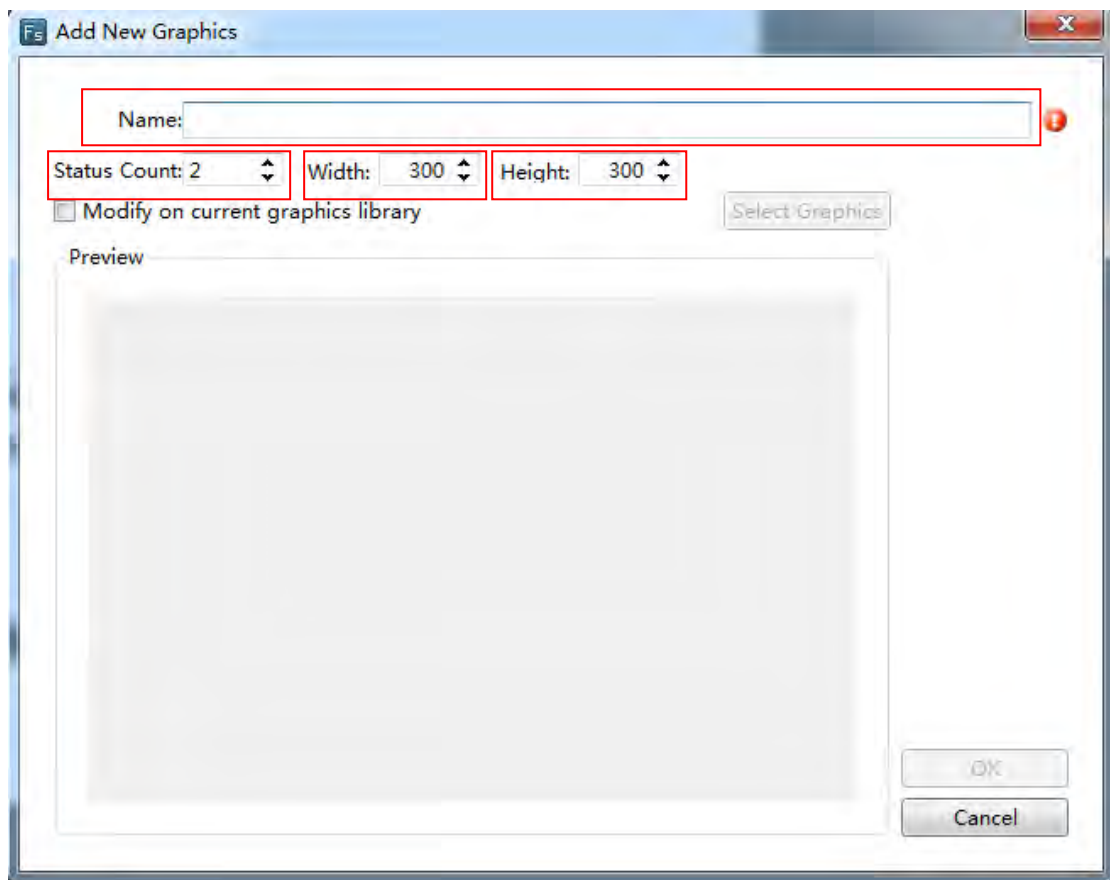 Fs Add New Graphics
Name:
Status Count: 2 Width: 300 Height: 300
Modify on current graphics library Select Graphics
Preview
OK
Cancel